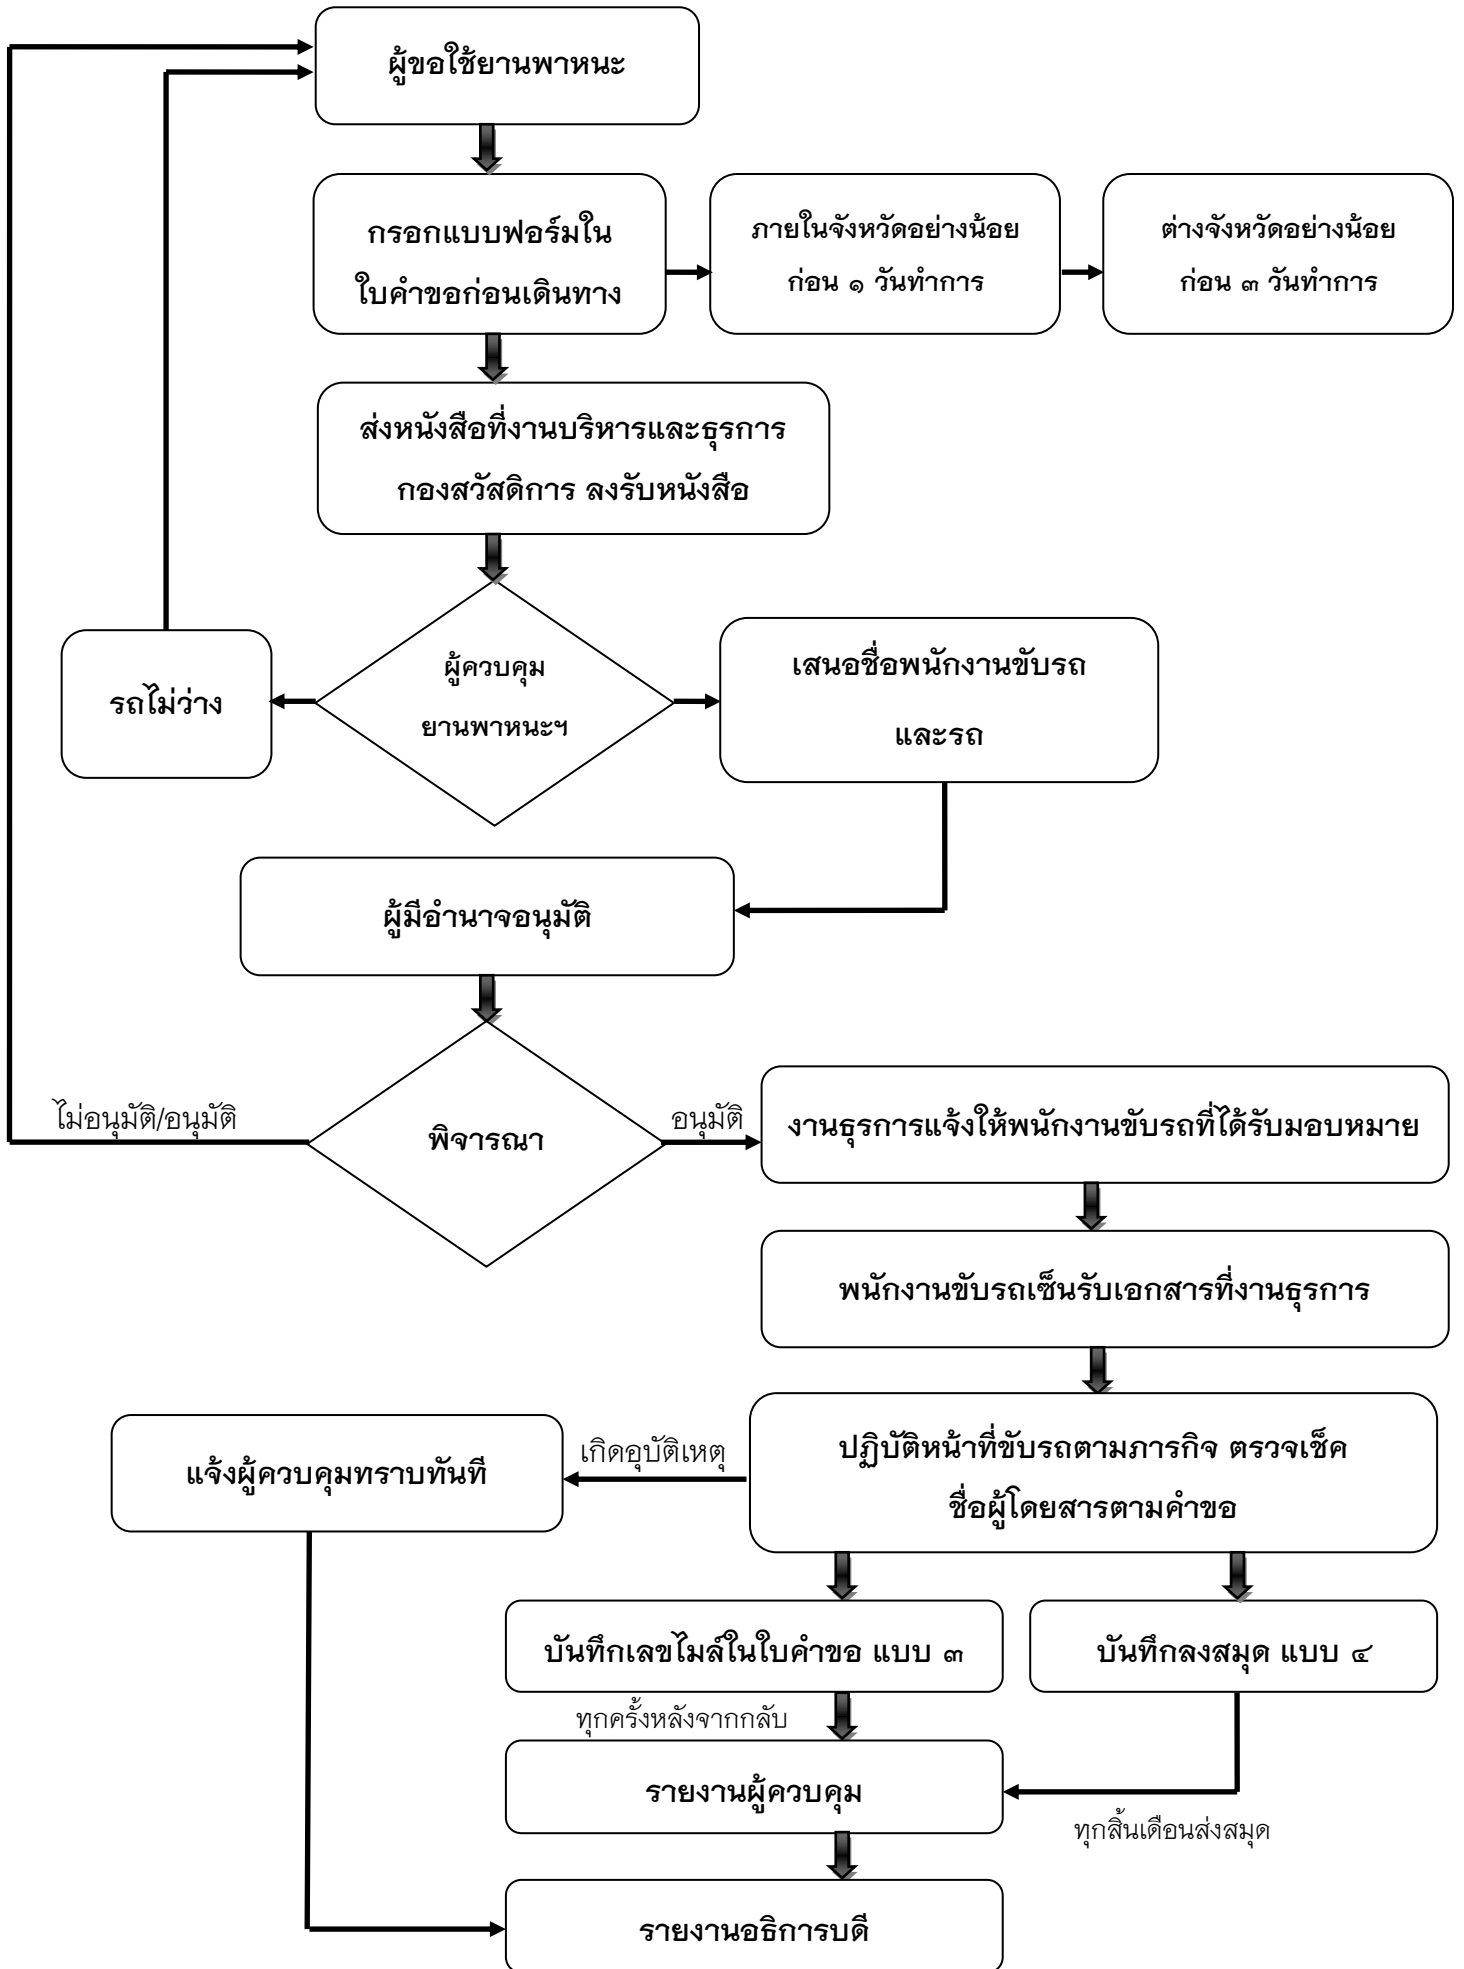 ผู้ขอใช้ยานพาหนะ
กรอกแบบฟอร์มใน
ใบคำขอก่อนเดินทาง
ภายในจังหวัดอย่างน้อย
ก่อน ๑ วันทำการ
ต่างจังหวัดอย่างน้อย
ก่อน ๓ วันทำการ
ส่งหนังสือที่งานบริหารและธุรการ
กองสวัสดิการ ลงรับหนังสือ
รถไม่ว่าง
ผู้ควบคุม
ยานพาหนะฯ
เสนอชื่อพนักงานขับรถ
และรถ
ผู้มีอำนาจอนุมัติ
ไม่อนุมัติ/อนุมัติ
พิจารณา
อนุมัติ
งานธุรการแจ้งให้พนักงานขับรถที่ได้รับมอบหมาย
พนักงานขับรถเซ็นรับเอกสารที่งานธุรการ
แจ้งผู้ควบคุมทราบทันที
เกิดอุบัติเหตุ
ปฏิบัติหน้าที่ขับรถตามภารกิจ ตรวจเช็ค
ชื่อผู้โดยสารตามคำขอ
บันทึกเลขไมล์ในใบคำขอ แบบ ๓
บันทึกลงสมุด แบบ ๔
ทุกครั้งหลังจากกลับ
รายงานผู้ควบคุม
ทุกสิ้นเดือนส่งสมุด
รายงานอธิการบดี